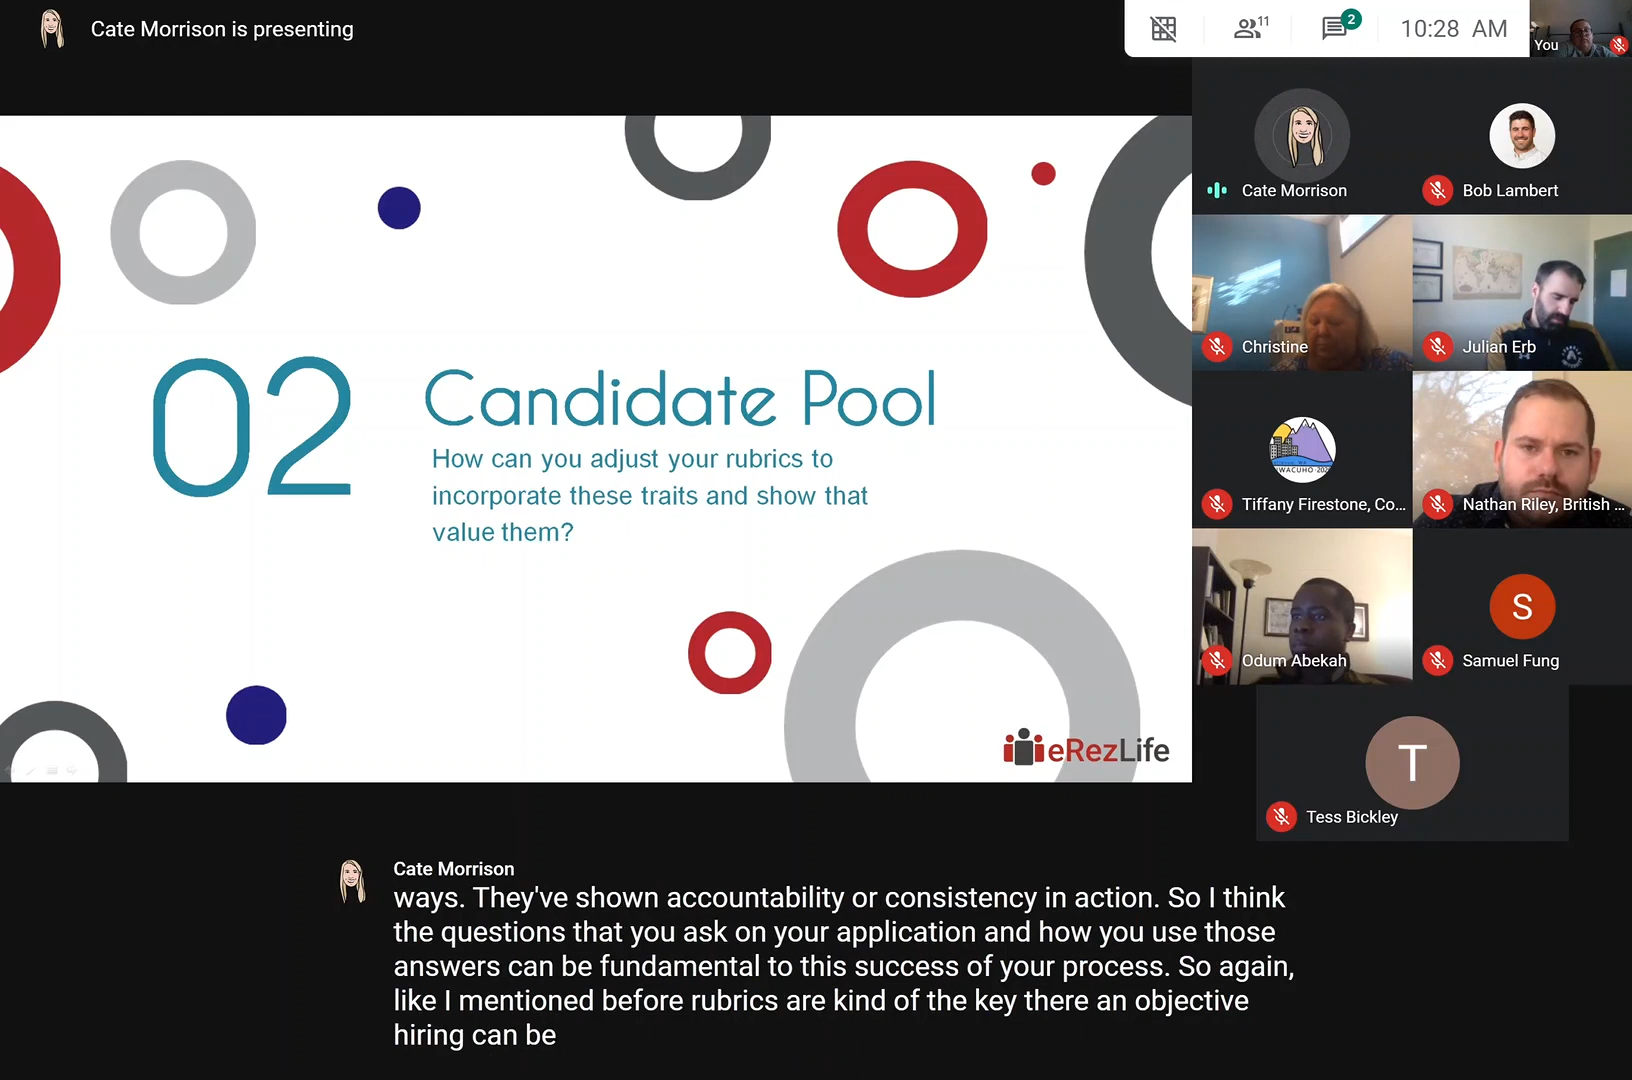 Cate Morrison is presenting
11
2
10:28 AM
You
Cate Morrison
Bob Lambert
Christine
Julian Erb
Tiffany Firestone, Co...
Nathan Riley, British ...
Odum Abekah
S
Samuel Fung
T
Tess Bickley
02
Candidate Pool
How can you adjust your rubrics to
incorporate these traits and show that
value them?
eRezLife
Cate Morrison
ways. They've shown accountability or consistency in action. So I think
the questions that you ask on your application and how you use those
answers can be fundamental to this success of your process. So again,
like I mentioned before rubrics are kind of the key there an objective
hiring can be